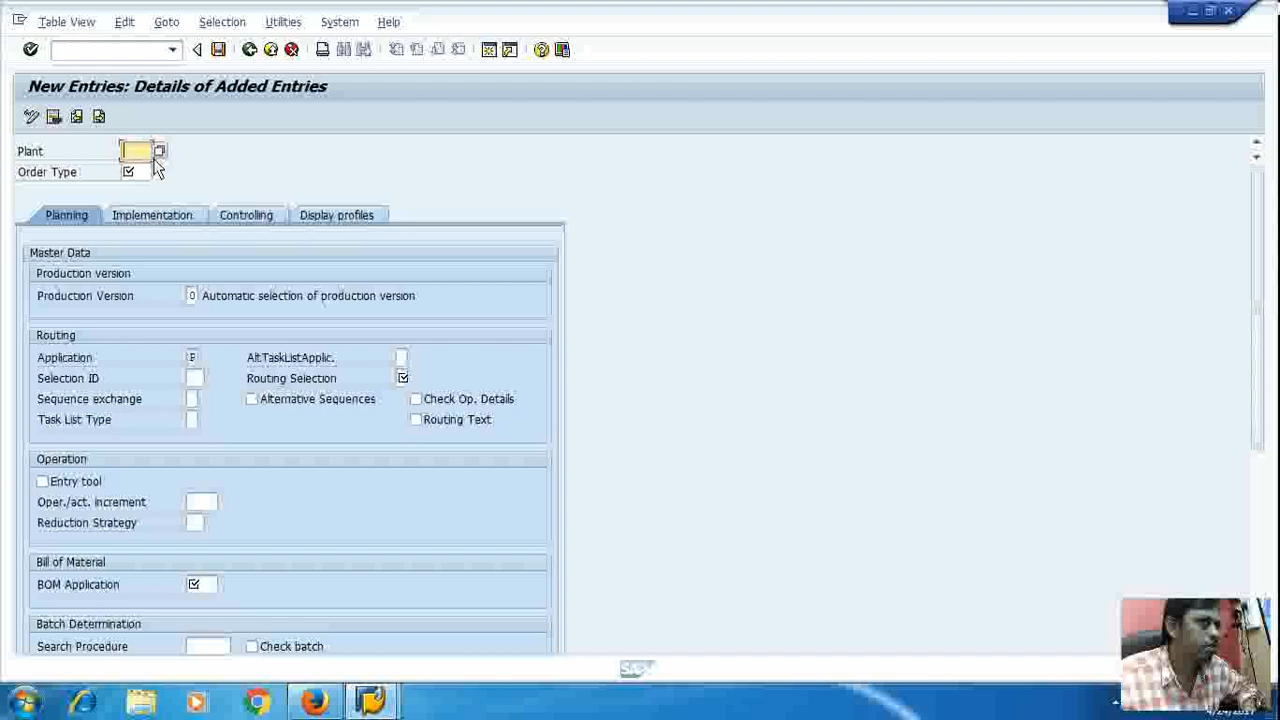 Table View Edit Goto Selection Utilities System Help
New Entries: Details of Added Entries
Plant
Order Type
Planning Implementation Controlling Display profiles
Master Data
Production version
Production Version 0 Automatic selection of production version
Routing
Application P Alt.TaskListApplic.
Selection ID Routing Selection
Sequence exchange Alternative Sequences Check Op. Details
Task List Type Routing Text
Operation
Entry tool
Oper./act. increment
Reduction Strategy
Bill of Material
BOM Application
Batch Determination
Search Procedure Check batch
SAP